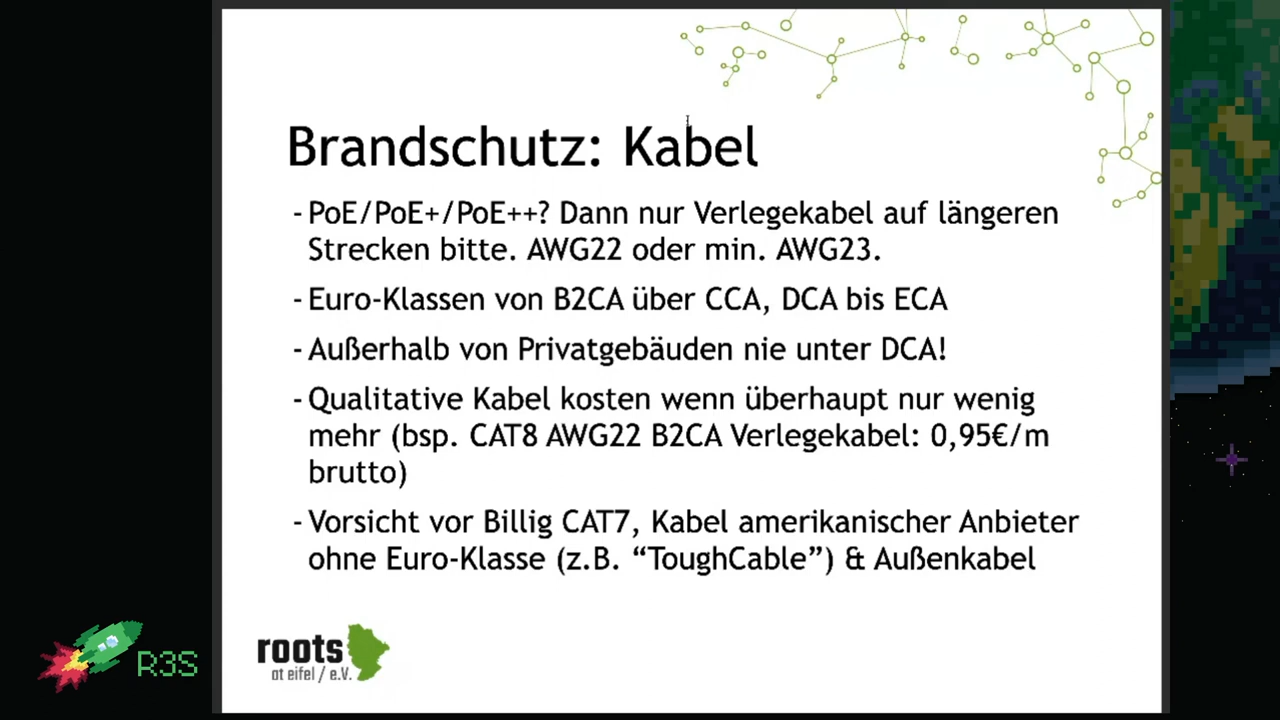 Brandschutz: Kabel
- PoE/PoE+/PoE++? Dann nur Verlegekabel auf längeren
Strecken bitte. AWG22 oder min. AWG23.
- Euro-Klassen von B2CA über CCA, DCA bis ECA
- Außerhalb von Privatgebäuden nie unter DCA!
- Qualitative Kabel kosten wenn überhaupt nur wenig
mehr (bsp. CAT8 AWG22 B2CA Verlegekabel: 0,95€/m
brutto)
- Vorsicht vor Billig CAT7, Kabel amerikanischer Anbieter
ohne Euro-Klasse (z.B. “ToughCable”) & Außenkabel
R3S
roots
at eifel / e.V.